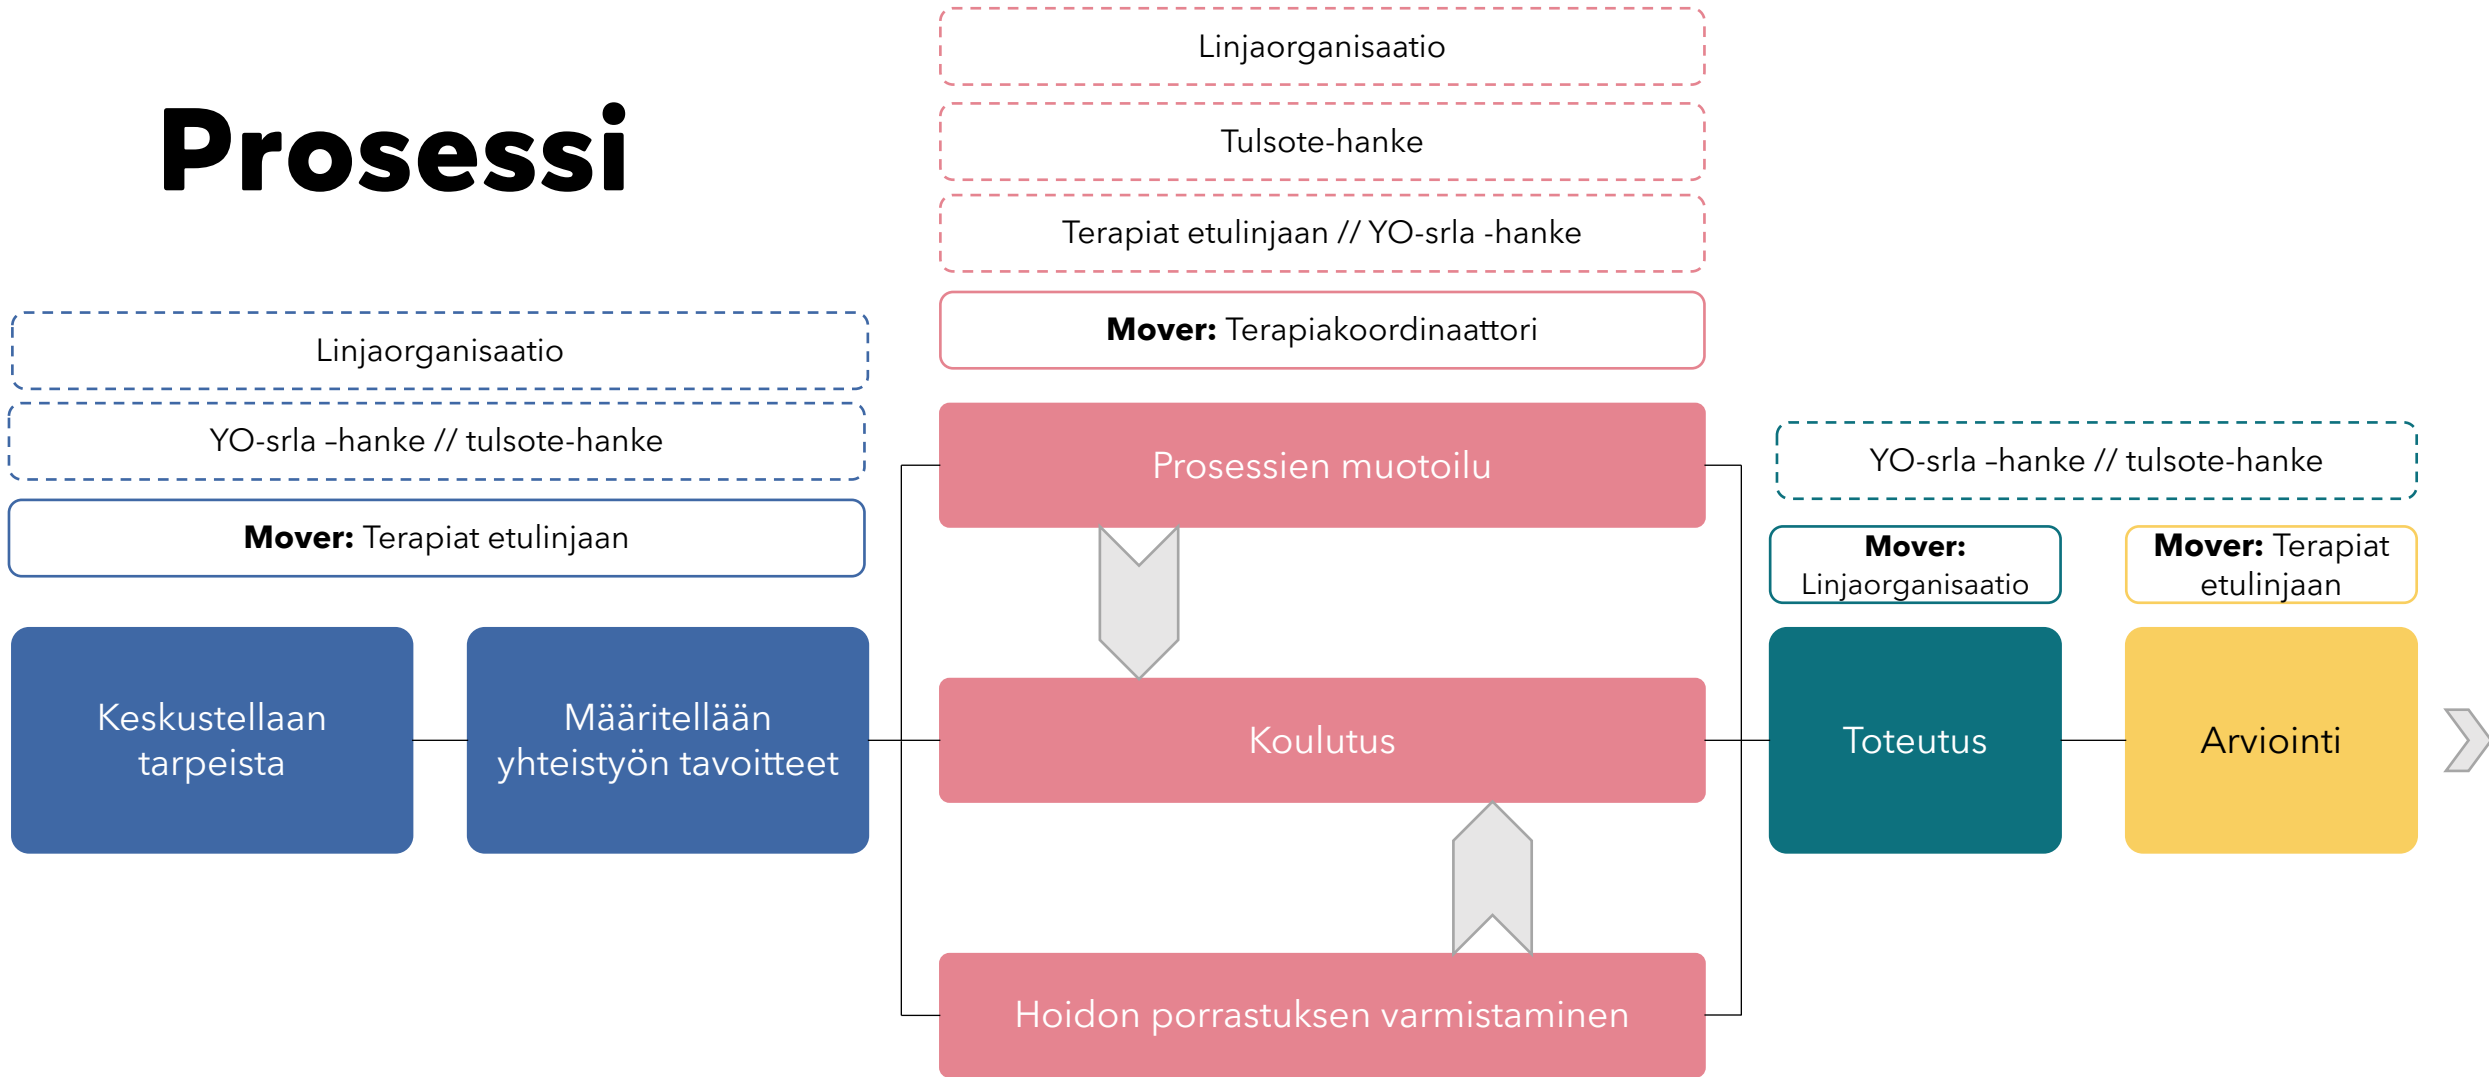 Prosessi
Linjaorganisaatio
YO-srla –hanke // tulsote-hanke
Mover: Terapiat etulinjaan
Keskustellaan
tarpeista
Määritellään
yhteistyön tavoitteet
Linjaorganisaatio
Tulsote-hanke
Terapiat etulinjaan // YO-srla -hanke
Mover: Terapiakoordinaattori
Prosessien muotoilu
Koulutus
Hoidon porrastuksen varmistaminen
YO-srla –hanke // tulsote-hanke
Mover:
Linjaorganisaatio
Toteutus
Mover: Terapiat
etulinjaan
Arviointi